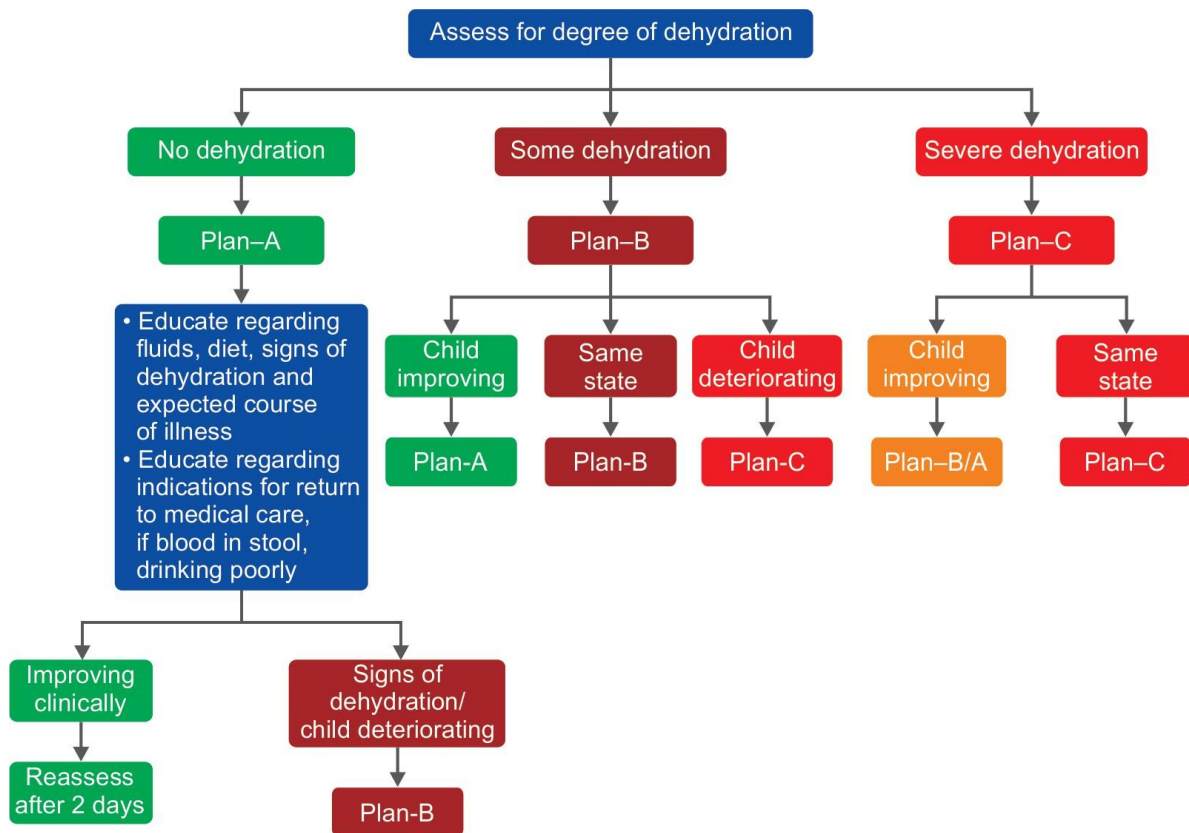 Assess for degree of dehydration
No dehydration
Some dehydration
Severe dehydration
Plan–A
Plan–B
Plan–C
• Educate regarding
fluids, diet, signs of
dehydration and
expected course
of illness
• Educate regarding
indications for return
to medical care,
if blood in stool,
drinking poorly
Child
improving
Same
state
Child
deteriorating
Child
improving
Same
state
Plan-A
Plan-B
Plan-C
Plan–B/A
Plan–C
Improving
clinically
Signs of
dehydration/
child deteriorating
Reassess
after 2 days
Plan-B